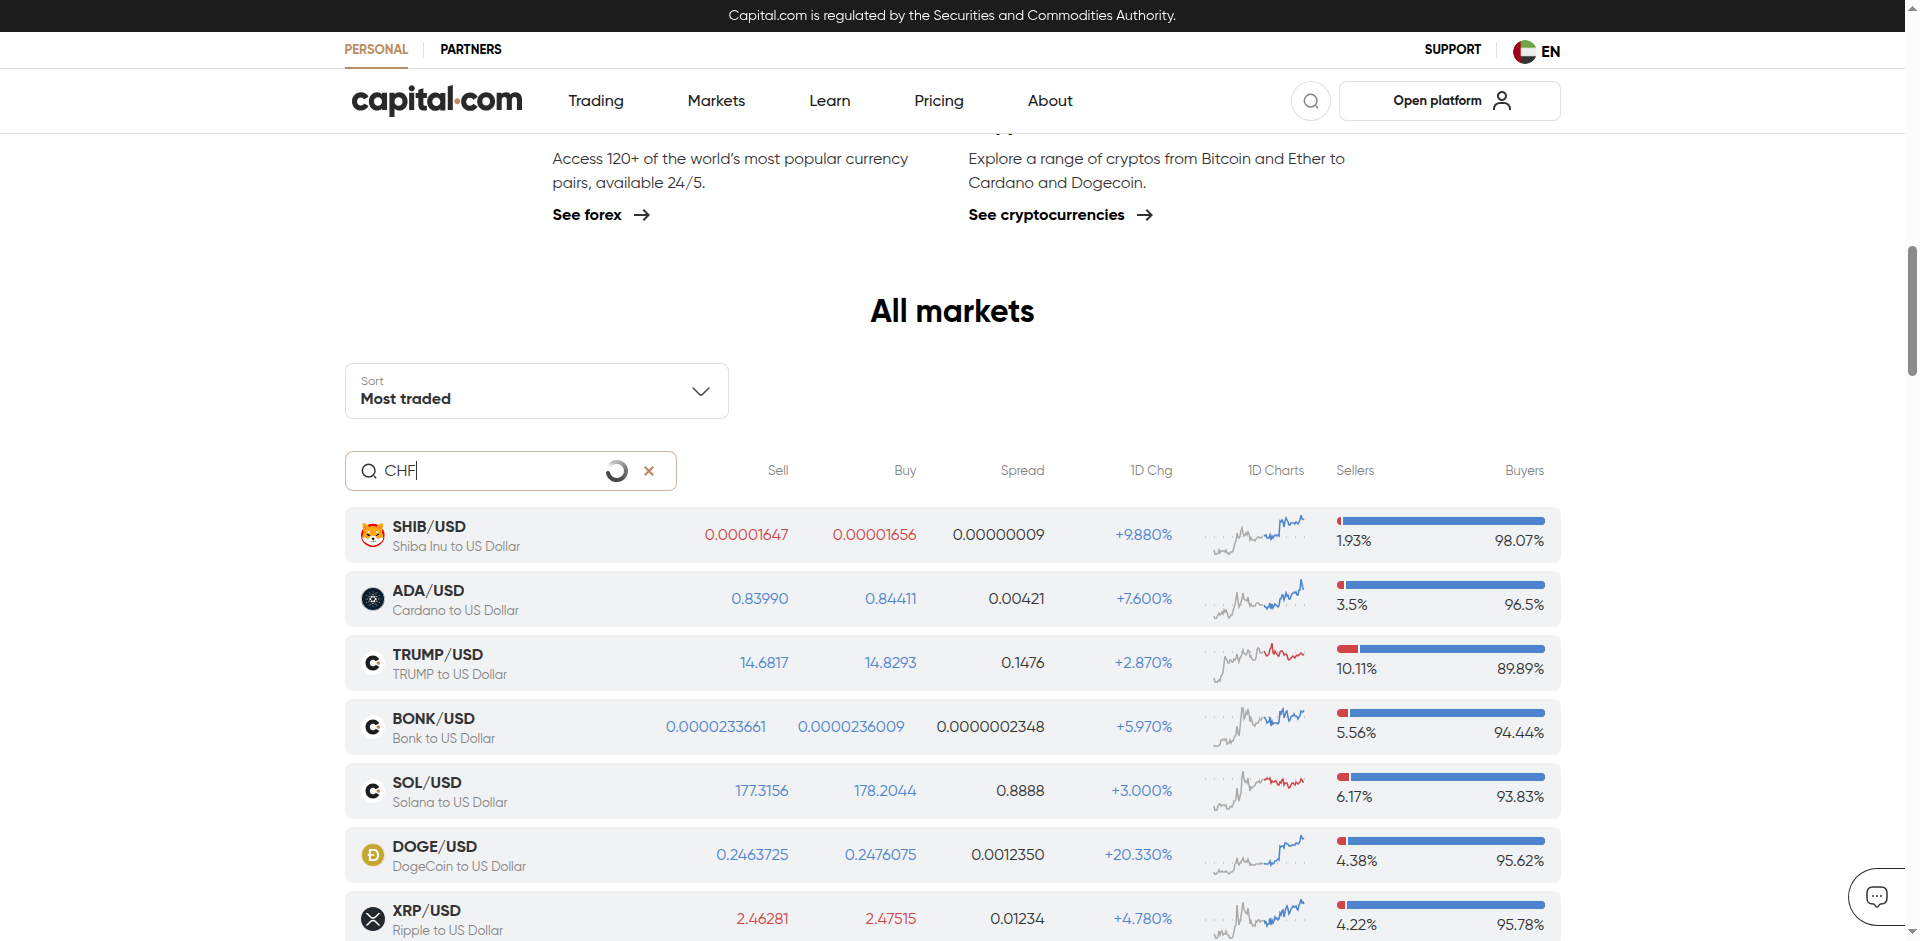 Capital.com is regulated by the Securities and Commodities Authority.
PERSONAL PARTNERS SUPPORT EN
capital.com Trading Markets Learn Pricing About Open platform
Access 120+ of the world's most popular currency
pairs, available 24/5.
See forex
Explore a range of cryptos from Bitcoin and Ether to
Cardano and Dogecoin.
See cryptocurrencies
All markets
Sort
Most traded
CHF Sell Buy Spread 1D Chg 1D Charts Sellers Buyers
SHIB/USD
Shiba Inu to US Dollar
0.00001647 0.00001656 0.00000009 +9.880% 1.93% 98.07%
ADA/USD
Cardano to US Dollar
0.83990 0.84411 0.00421 +7.600% 3.5% 96.5%
TRUMP/USD
TRUMP to US Dollar
14.6817 14.8293 0.1476 +2.870% 10.11% 89.89%
BONK/USD
Bonk to US Dollar
0.0000233661 0.0000236009 0.0000002348 +5.970% 5.56% 94.44%
SOL/USD
Solana to US Dollar
177.3156 178.2044 0.8888 +3.000% 6.17% 93.83%
DOGE/USD
DogeCoin to US Dollar
0.2463725 0.2476075 0.0012350 +20.330% 4.38% 95.62%
XRP/USD
Ripple to US Dollar
2.46281 2.47515 0.01234 +4.780% 4.22% 95.78%